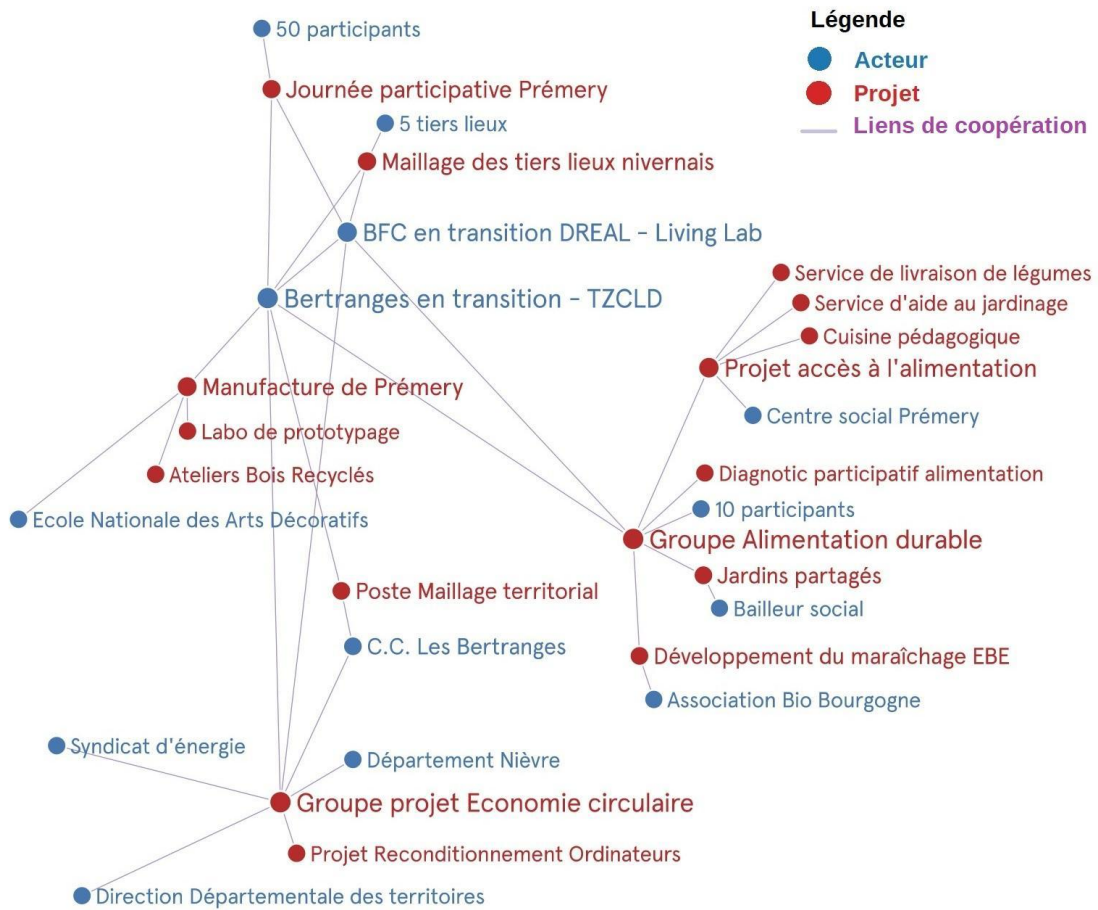 50 participants
Journée participative Prémery
5 tiers lieux
Maillage des tiers lieux nivernais
BFC en transition DREAL - Living Lab
Bertranges en transition - TZCLD
Légende
Acteur
Projet
Liens de coopération
Service de livraison de légumes
Service d'aide au jardinage
Cuisine pédagogique
Projet accès à l'alimentation
Centre social Prémery
Manufacture de Prémery
Labo de prototypage
Ateliers Bois Recyclés
Ecole Nationale des Arts Décoratifs
Diagnotic participatif alimentation
10 participants
Groupe Alimentation durable
Jardins partagés
Bailleur social
Développement du maraîchage EBE
Association Bio Bourgogne
Poste Maillage territorial
C.C. Les Bertranges
Syndicat d'énergie
Département Nièvre
Groupe projet Economie circulaire
Projet Reconditionnement Ordinateurs
Direction Départementale des territoires